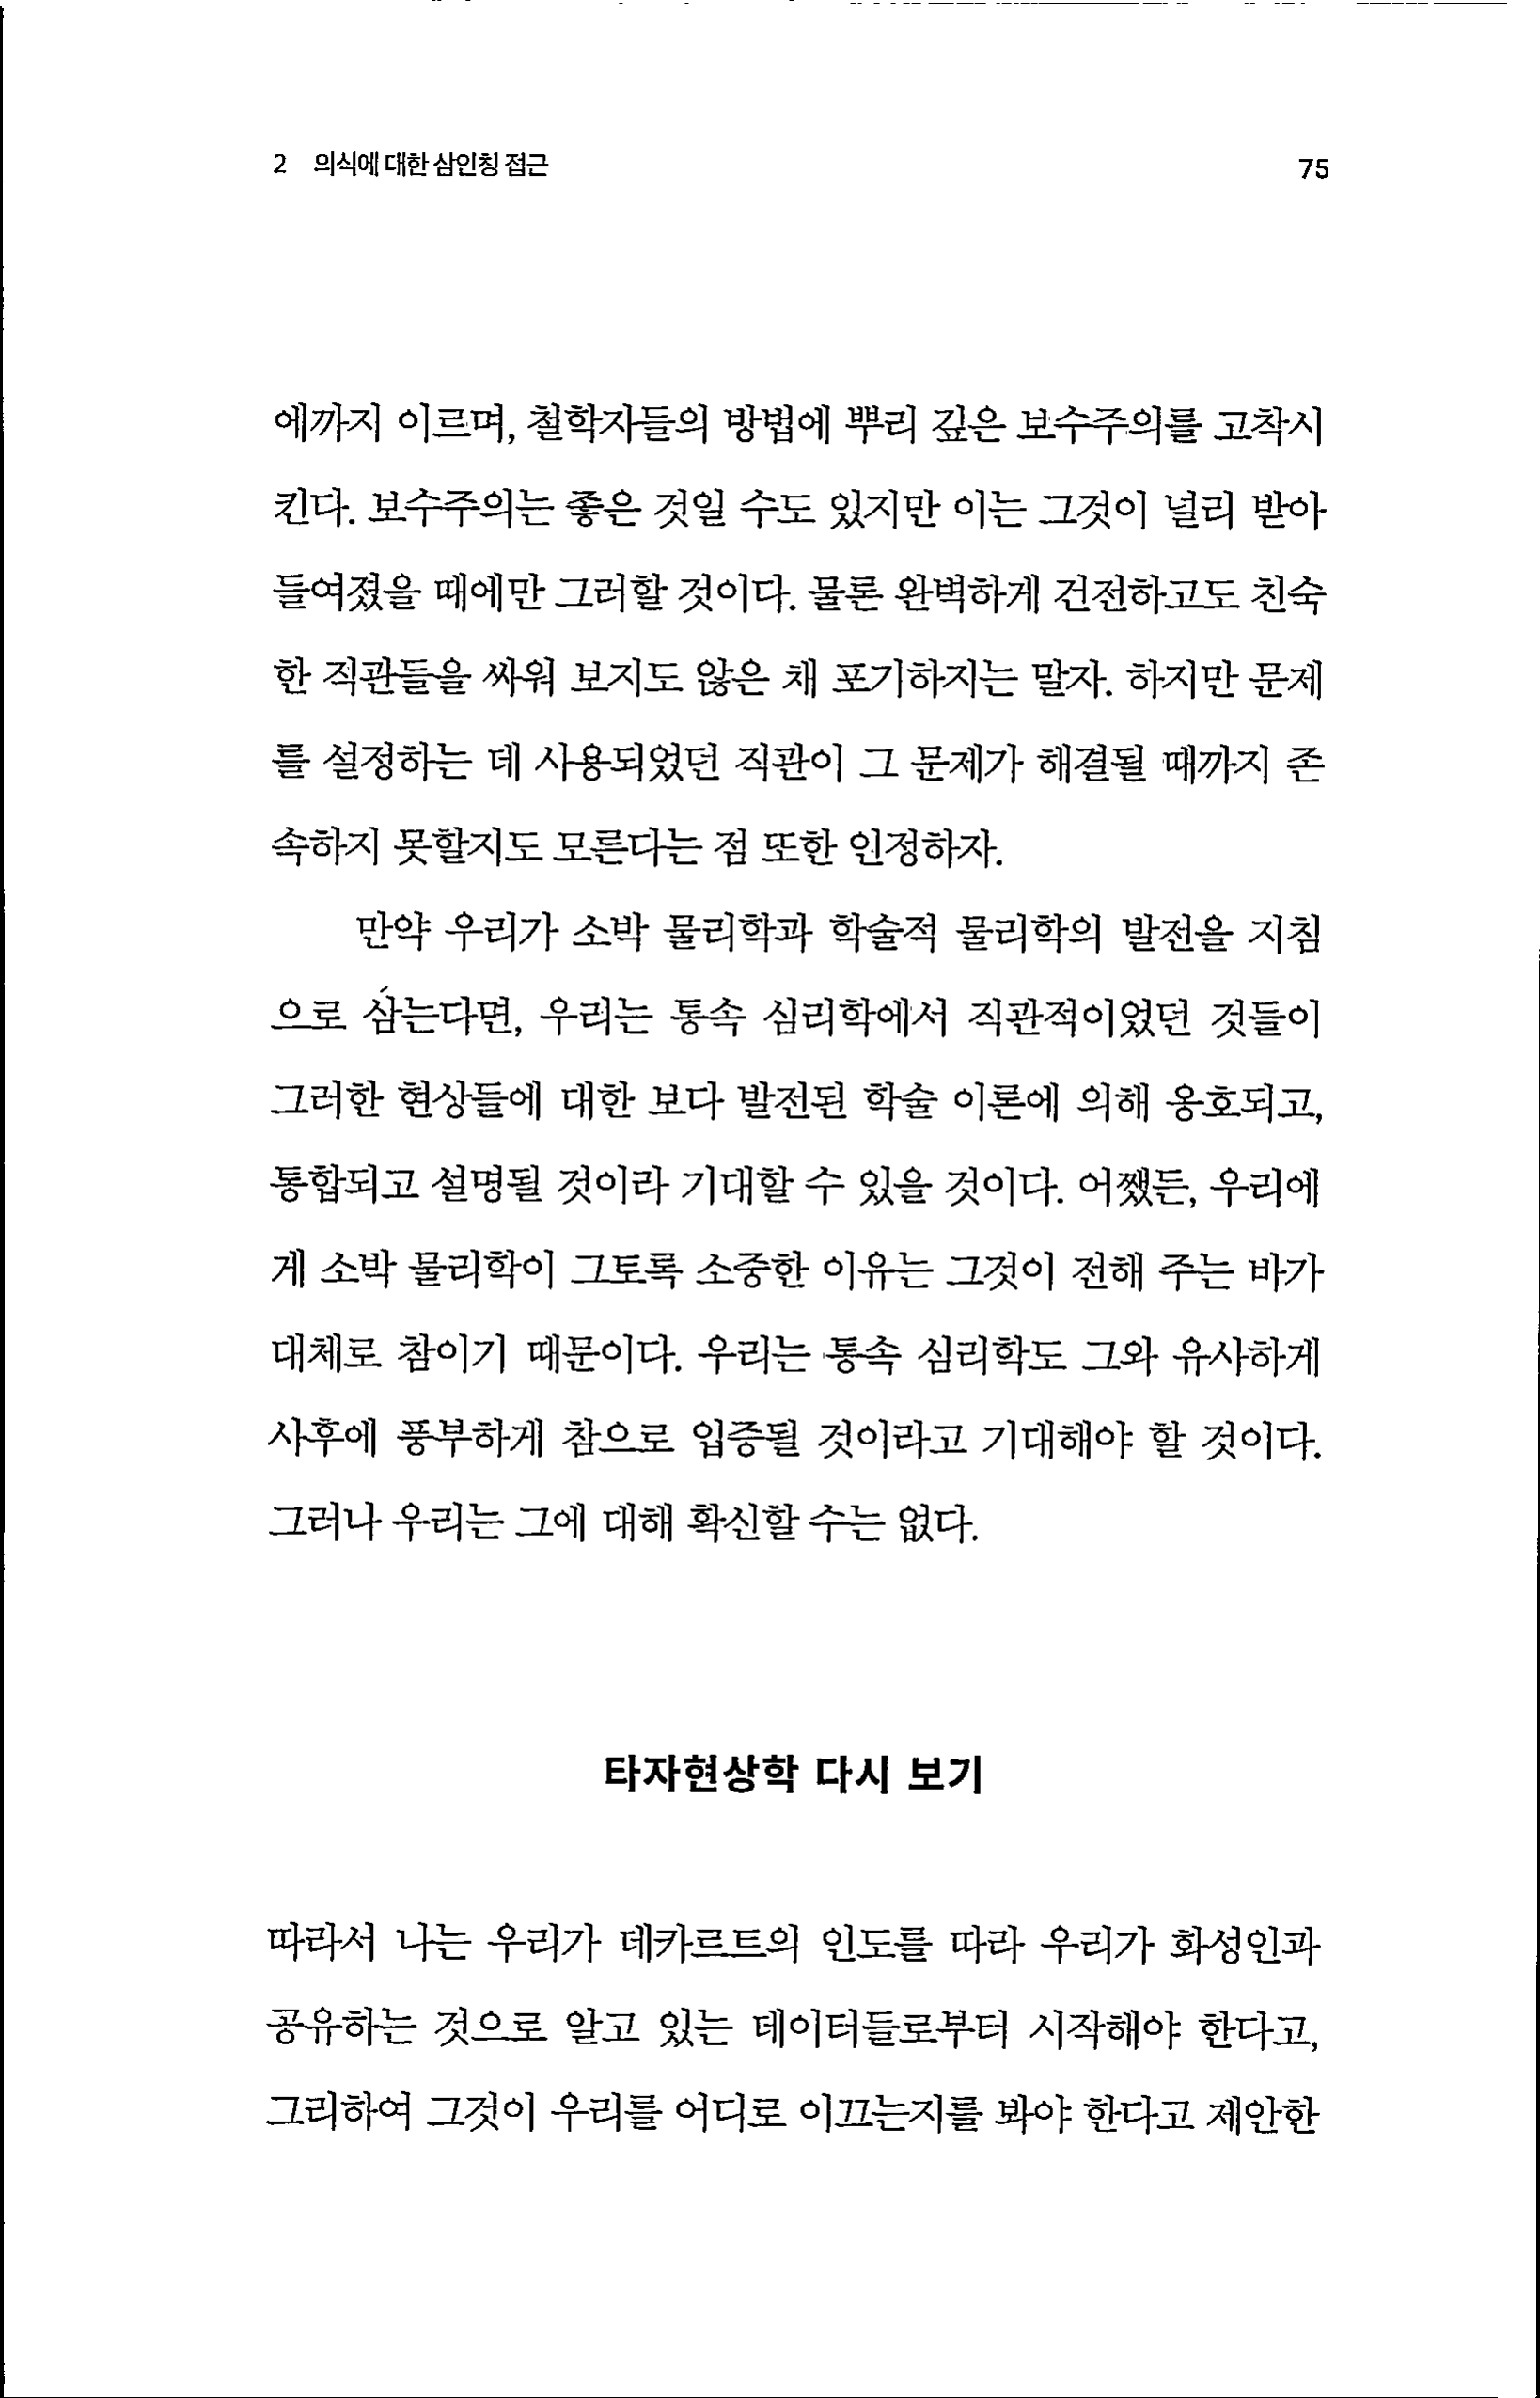 2 의식에 대한 삼인칭 접근
75
에까지 이르며, 철학자들의 방법에 뿌리 깊은 보수주의를 고착시
킨다. 보수주의는 좋은 것일 수도 있지만 이는 그것이 널리 받아
들여졌을 때에만 그러할 것이다. 물론 완벽하게 건전하고도 친숙
한 직관들을 싸워 보지도 않은 채 포기하지는 말자. 하지만 문제
를 설정하는 데 사용되었던 직관이 그 문제가 해결될 때까지 존
속하지 못할지도 모른다는 점 또한 인정하자.
만약 우리가 소박 물리학과 학술적 물리학의 발전을 지침
으로 삼는다면, 우리는 통속 심리학에서 직관적이었던 것들이
그러한 현상들에 대한 보다 발전된 학술 이론에 의해 옹호되고,
통합되고 설명될 것이라 기대할 수 있을 것이다. 어쨌든, 우리에
게 소박 물리학이 그토록 소중한 이유는 그것이 전해 주는 바가
대체로 참이기 때문이다. 우리는 통속 심리학도 그와 유사하게
사후에 풍부하게 참으로 입증될 것이라고 기대해야 할 것이다.
그러나 우리는 그에 대해 확신할 수는 없다.
타자현상학 다시 보기
따라서 나는 우리가 데카르트의 인도를 따라 우리가 화성인과
공유하는 것으로 알고 있는 데이터들로부터 시작해야 한다고,
그리하여 그것이 우리를 어디로 이끄는지를 봐야 한다고 제안한